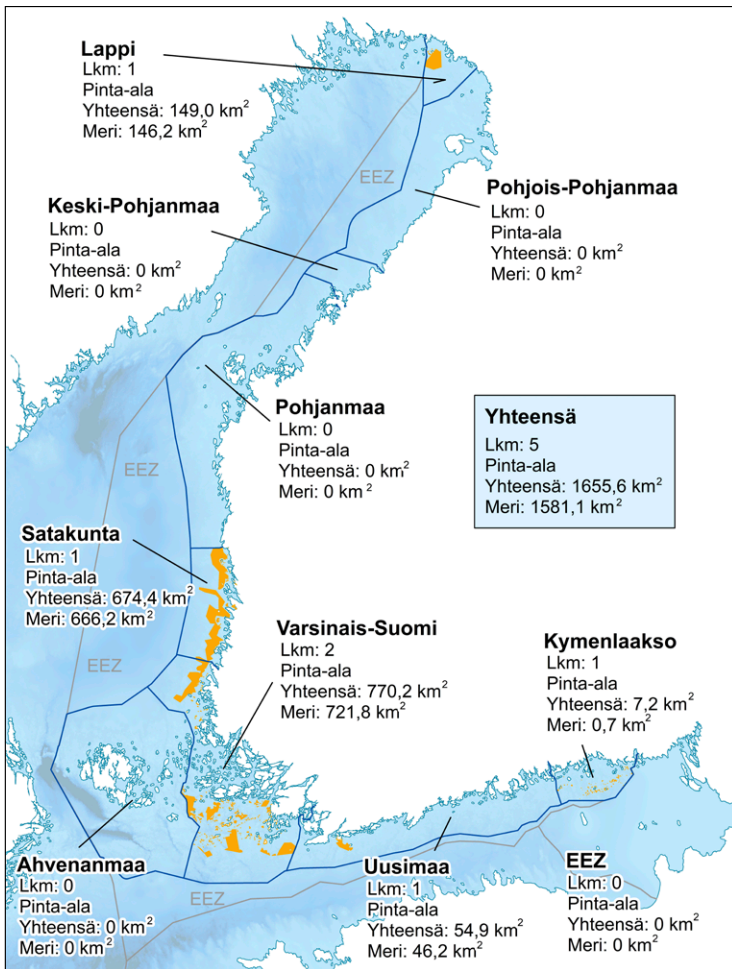 Lappi
Lkm: 1
Pinta-ala
Yhteensä: 149,0 km²
Meri: 146,2 km²
EEZ
Pohjois-Pohjanmaa
Lkm: 0
Pinta-ala
Yhteensä: 0 km²
Meri: 0 km²
Keski-Pohjanmaa
Lkm: 0
Pinta-ala
Yhteensä: 0 km²
Meri: 0 km²
Pohjanmaa
Lkm: 0
Pinta-ala
Yhteensä: 0 km²
Meri: 0 km²
Yhteensä
Lkm: 5
Pinta-ala
Yhteensä: 1655,6 km²
Meri: 1581,1 km²
EEZ
Satakunta
Lkm: 1
Pinta-ala
Yhteensä: 674,4 km²
Meri: 666,2 km²
EEZ
Varsinais-Suomi
Lkm: 2
Pinta-ala
Yhteensä: 770,2 km²
Meri: 721,8 km²
Kymenlaakso
Lkm: 1
Pinta-ala
Yhteensä: 7,2 km²
Meri: 0,7 km²
Ahvenanmaa
Lkm: 0
Pinta-ala
Yhteensä: 0 km²
Meri: 0 km²
EEZ
Uusimaa
Lkm: 1
Pinta-ala
Yhteensä: 54,9 km²
Meri: 46,2 km²
EEZ
Lkm: 0
Pinta-ala
Yhteensä: 0 km²
Meri: 0 km²